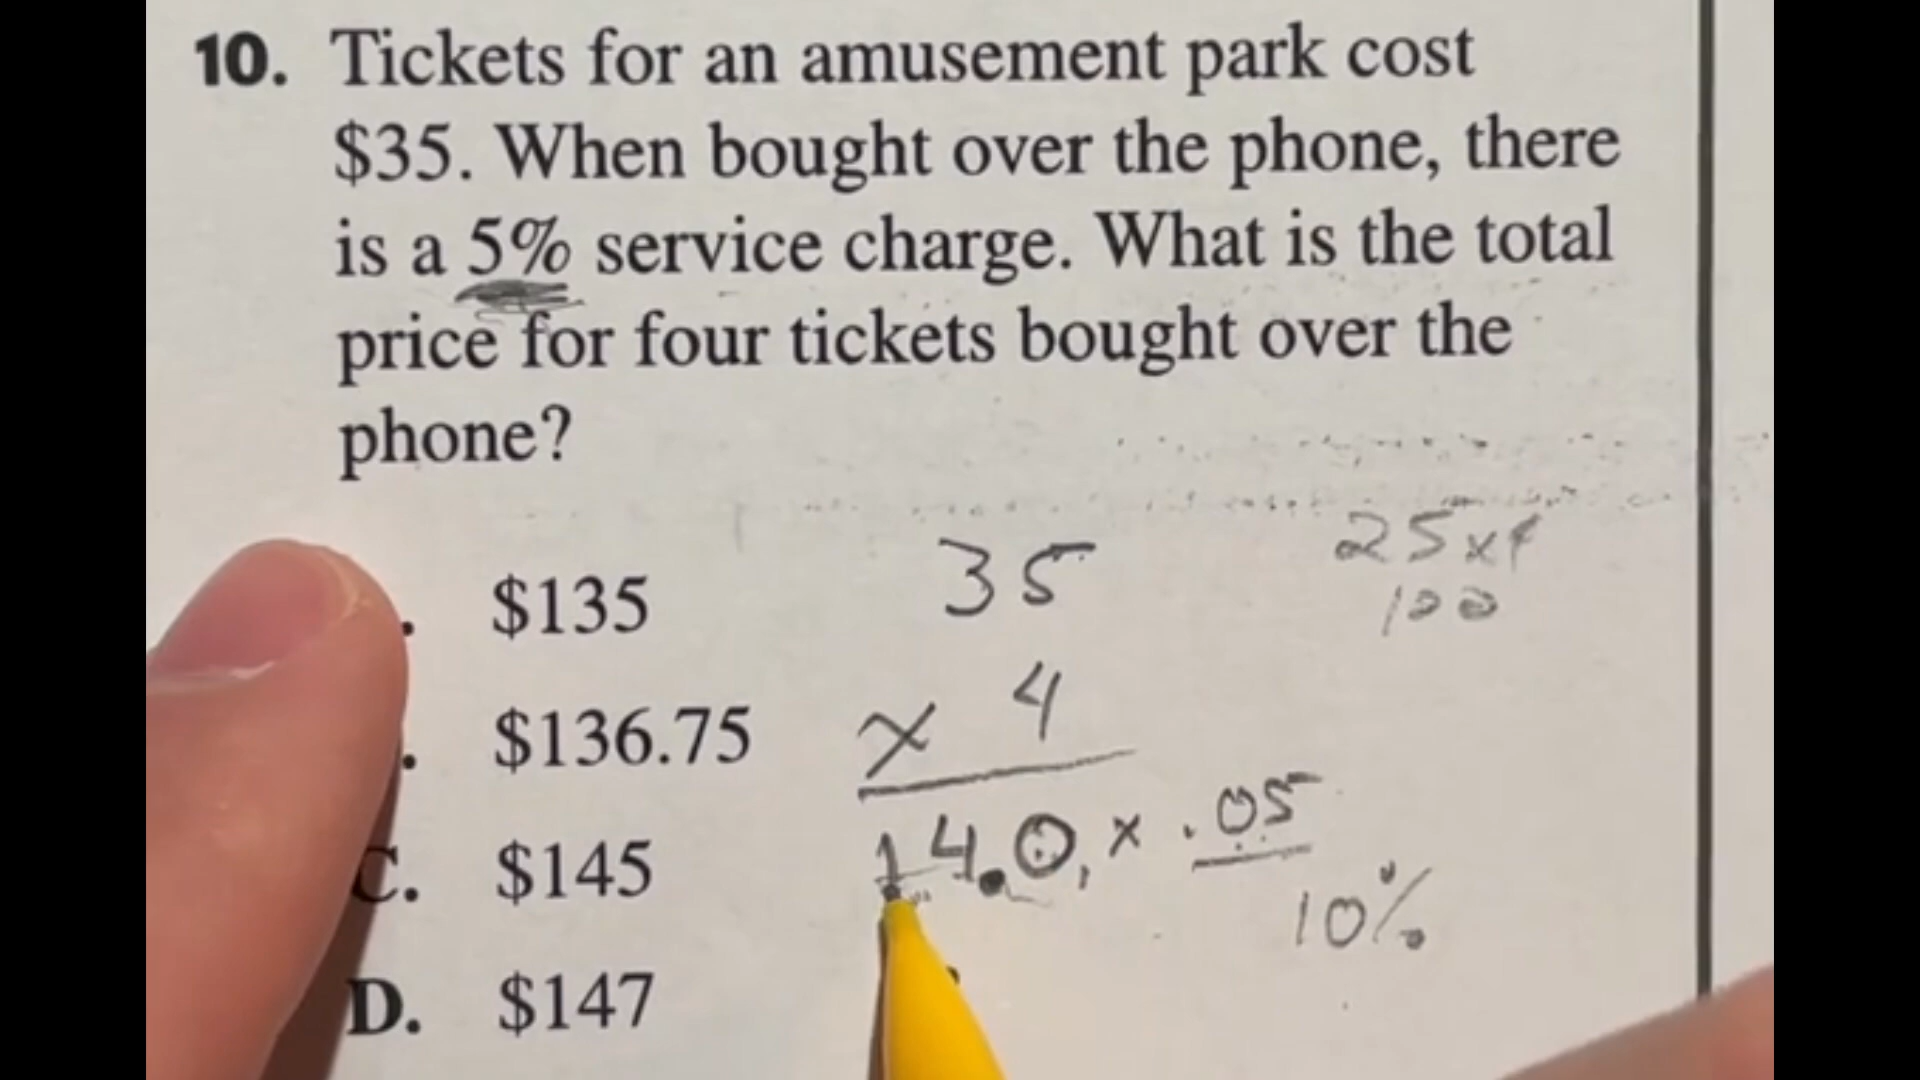 10. Tickets for an amusement park cost
$35. When bought over the phone, there
is a 5% service charge. What is the total
price for four tickets bought over the
phone?
35
25x4
100
. $135
x 4
. $136.75
14.0, x .05
C. $145
10%
D. $147